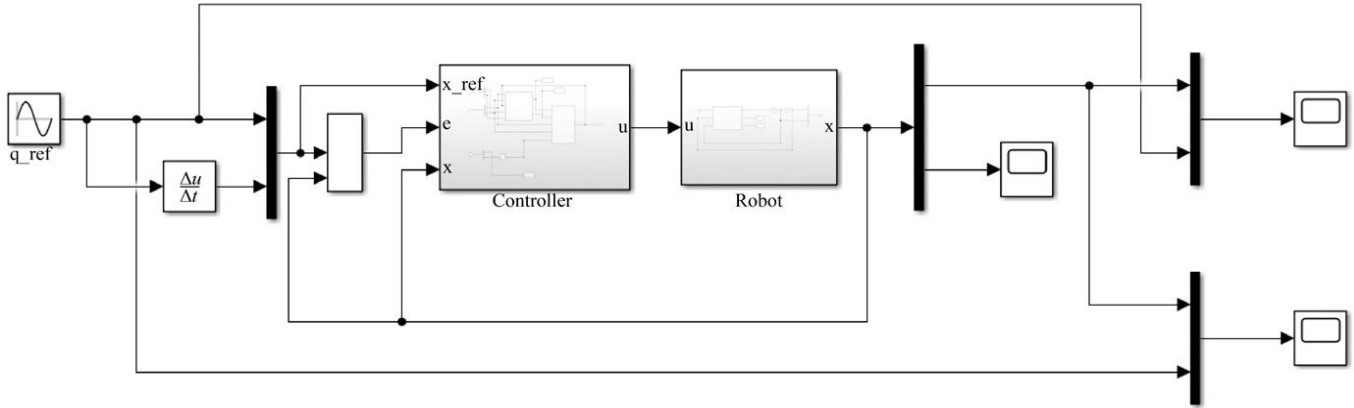 q_ref
Δu
Δt
x_ref
e
x
u
Controller
u
x
Robot